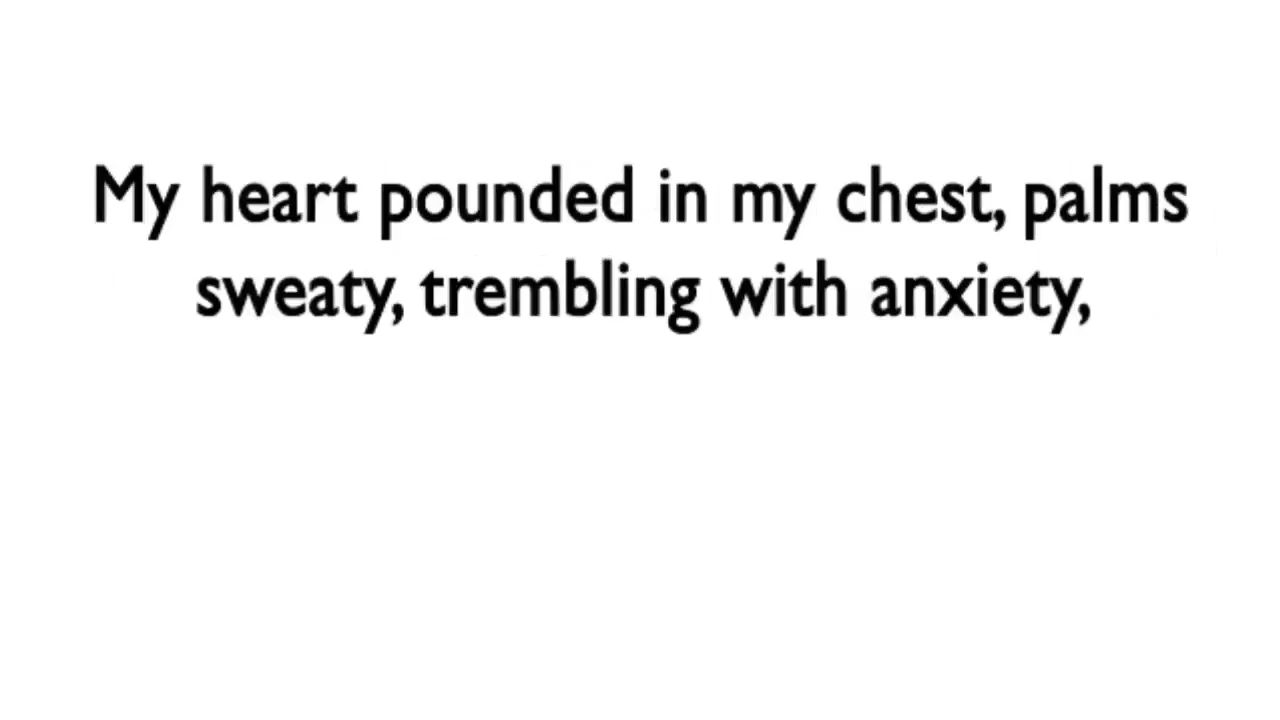 My heart pounded in my chest, palms
sweaty, trembling with anxiety,